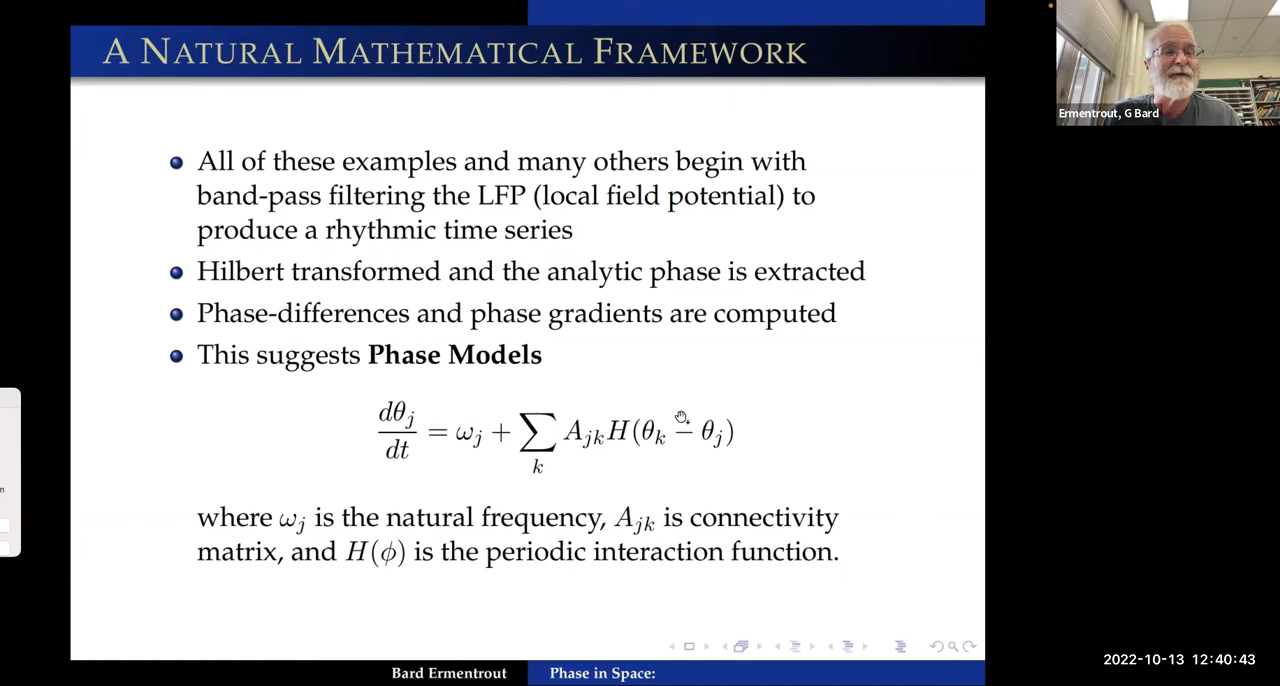 A NATURAL MATHEMATICAL FRAMEWORK
All of these examples and many others begin with
band-pass filtering the LFP (local field potential) to
produce a rhythmic time series
Hilbert transformed and the analytic phase is extracted
Phase-differences and phase gradients are computed
This suggests Phase Models
dθ_j/dt = ω_j + ∑_k A_jk H(θ_k − θ_j)
where ω_j is the natural frequency, A_jk is connectivity
matrix, and H(ϕ) is the periodic interaction function.
Bard Ermentrout
Phase in Space:
Ermentrout, G Bard
2022-10-13 12:40:43